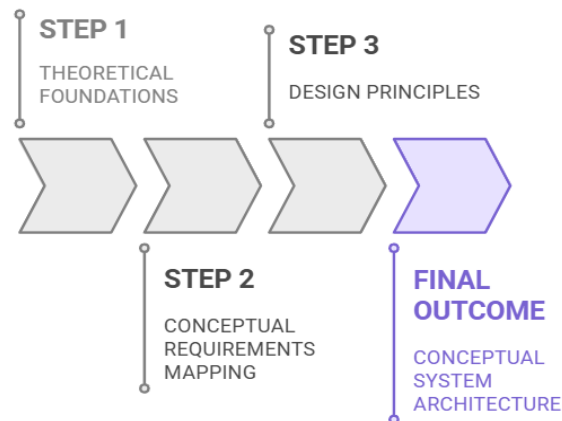 STEP 1
THEORETICAL
FOUNDATIONS
STEP 2
CONCEPTUAL
REQUIREMENTS
MAPPING
STEP 3
DESIGN PRINCIPLES
FINAL
OUTCOME
CONCEPTUAL
SYSTEM
ARCHITECTURE